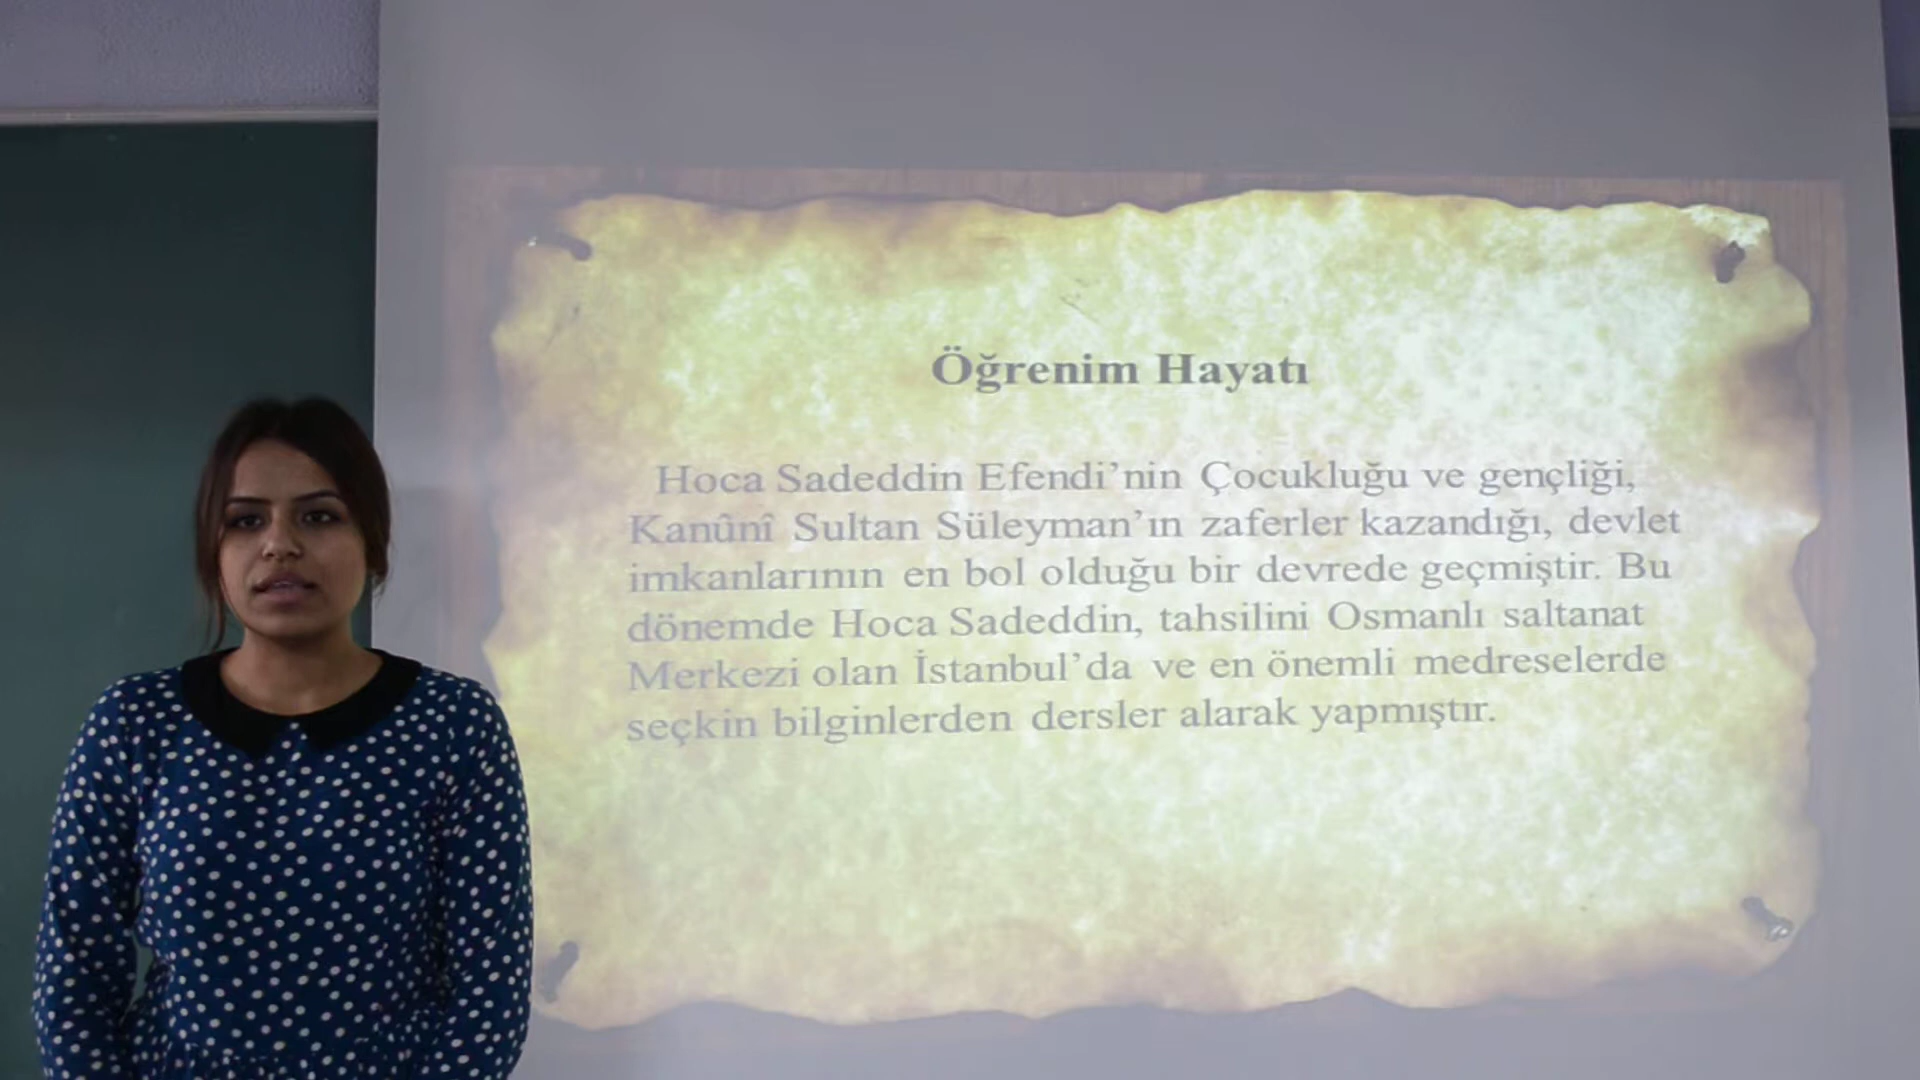 Öğrenim Hayatı
Hoca Sadeddin Efendi’nin Çocukluğu ve gençliği,
Kanûnî Sultan Süleyman’ın zaferler kazandığı, devlet
imkanlarının en bol olduğu bir devrede geçmiştir. Bu
dönemde Hoca Sadeddin, tahsilini Osmanlı saltanat
Merkezi olan İstanbul’da ve en önemli medreselerde
seçkin bilginlerden dersler alarak yapmıştır.